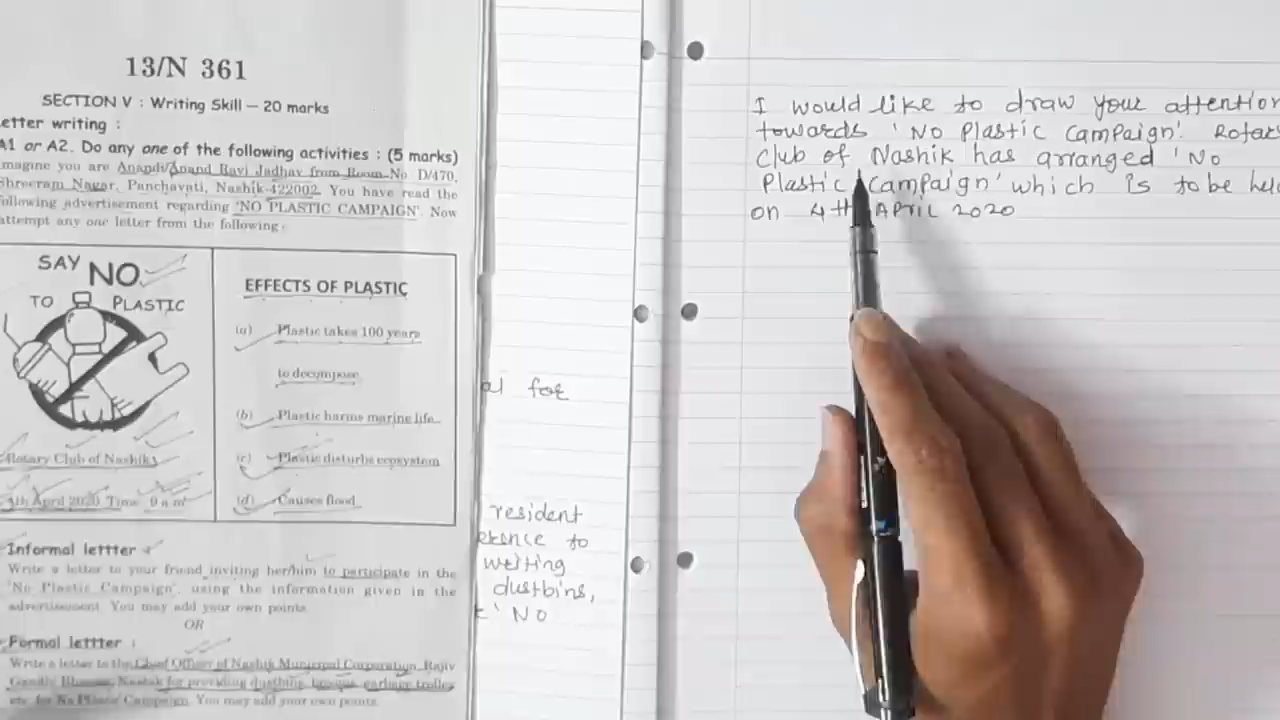 13/N 361
SECTION V : Writing Skill – 20 marks
etter writing :
A1 or A2. Do any one of the following activities : (5 marks)
magine you are Anandi/Anand Ravi Jadhav from Room No D/470,
Shreeram Nagar, Panchavati, Nashik-422002. You have read the
following advertisement regarding 'NO PLASTIC CAMPAIGN'. Now
attempt any one letter from the following :
SAY NO
TO PLASTIC
Rotary Club of Nashik
4th April 2020 Time 9 a m
EFFECTS OF PLASTIC
(a) Plastic takes 100 years
to decompose
(b) Plastic harms marine life.
(c) Plastic disturbs ecosystem
(d) Causes flood
Informal lettter
Write a letter to your friend inviting her/him to participate in the
'No Plastic Campaign', using the information given in the
advertisement You may add your own points
OR
Formal lettter :
Write a letter to the Chief Officer of Nashik Municipal Corporation, Rajiv
Gandhi Bhavan, Nashik for providing dustbins, garbage trolley
etc for No Plastic Campaign. You may add your own points.
al for
resident
erence to
writing
dustbins,
'No
I would like to draw your attention
towards 'No Plastic Campaign'. Rotar
Club of Nashik has arranged 'No
Plastic Campaign' which is to be hel
on 4th APRIL 2020